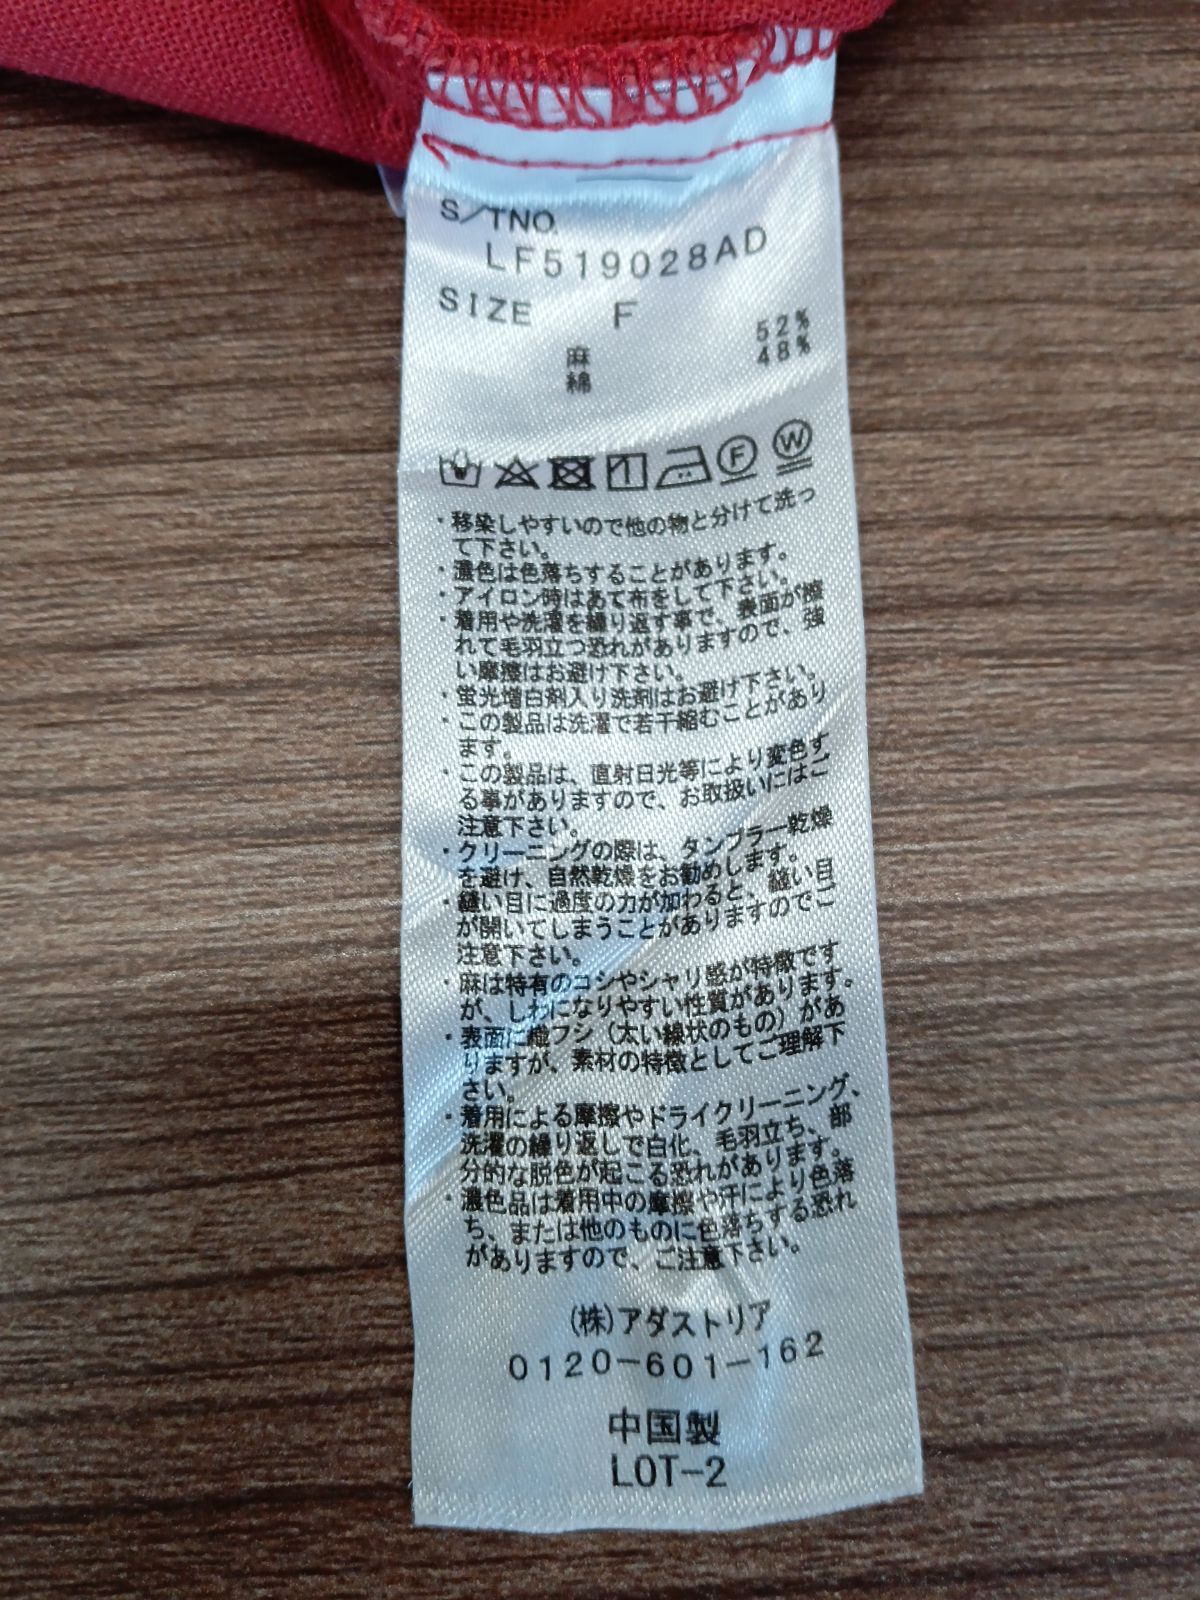 S/TNO
LF519028AD
SIZE F
麻 52%
綿 48%
・移染しやすいので他の物と分けて洗っ
て下さい。
・濃色は色落ちすることがあります。
・アイロン時はあて布をして下さい。
・着用や洗濯を繰り返す事で、表面が擦
れて毛羽立つ恐れがありますので、強
い摩擦はお避け下さい。
・蛍光増白剤入り洗剤はお避け下さい。
・この製品は洗濯で若干縮むことがあり
ます。
・この製品は、直射日光等により変色す
る事がありますので、お取扱いにはご
注意下さい。
・クリーニングの際は、タンブラー乾燥
を避け、自然乾燥をお勧めします。
・縫い目に過度の力が加わると、縫い目
が開いてしまうことがありますのでご
注意下さい。
・麻は特有のコシやシャリ感が特徴です
が、しわになりやすい性質があります。
・表面に織フシ(太い線状のもの)があ
りますが、素材の特徴としてご理解下
さい。
・着用による摩擦やドライクリーニング、
洗濯の繰り返しで白化、毛羽立ち、部
分的な脱色が起こる恐れがあります。
・濃色品は着用中の摩擦や汗により色落
ち、または他のものに色落ちする恐れ
がありますので、ご注意下さい。
(株)アダストリア
0120-601-162
中国製
LOT-2